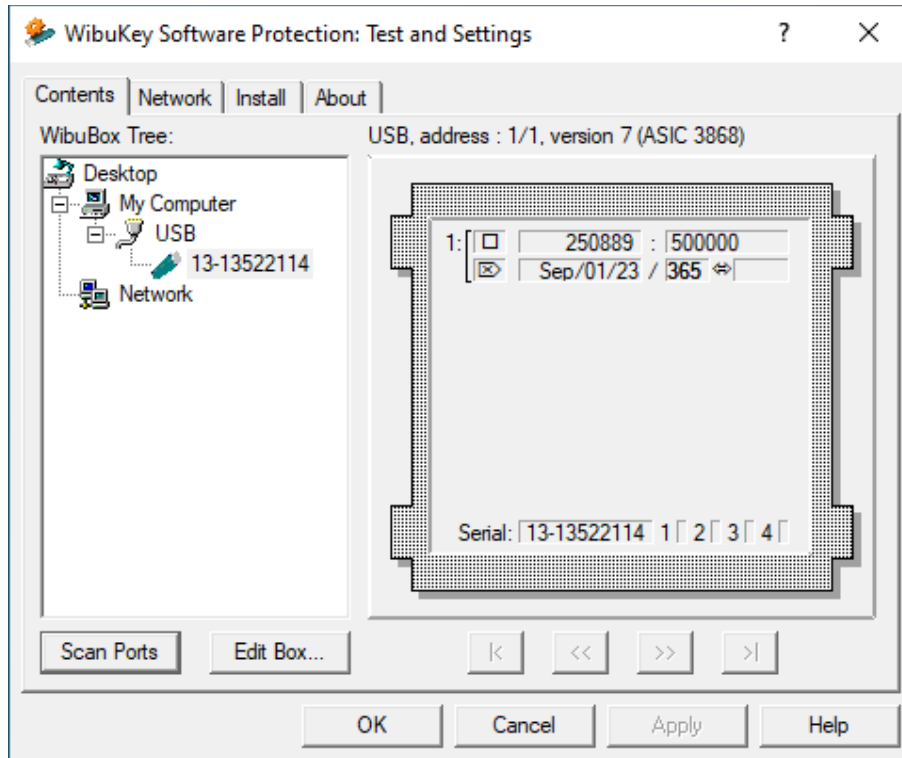 WibuKey Software Protection: Test and Settings ? ×
Contents Network Install About
WibuBox Tree:
USB, address : 1/1, version 7 (ASIC 3868)
Desktop
My Computer
USB
13-13522114
Network
1: 250889 : 500000
Sep/01/23 / 365 ⇔
Serial: 13-13522114 1 2 3 4
Scan Ports Edit Box... |< << >> >|
OK Cancel Apply Help